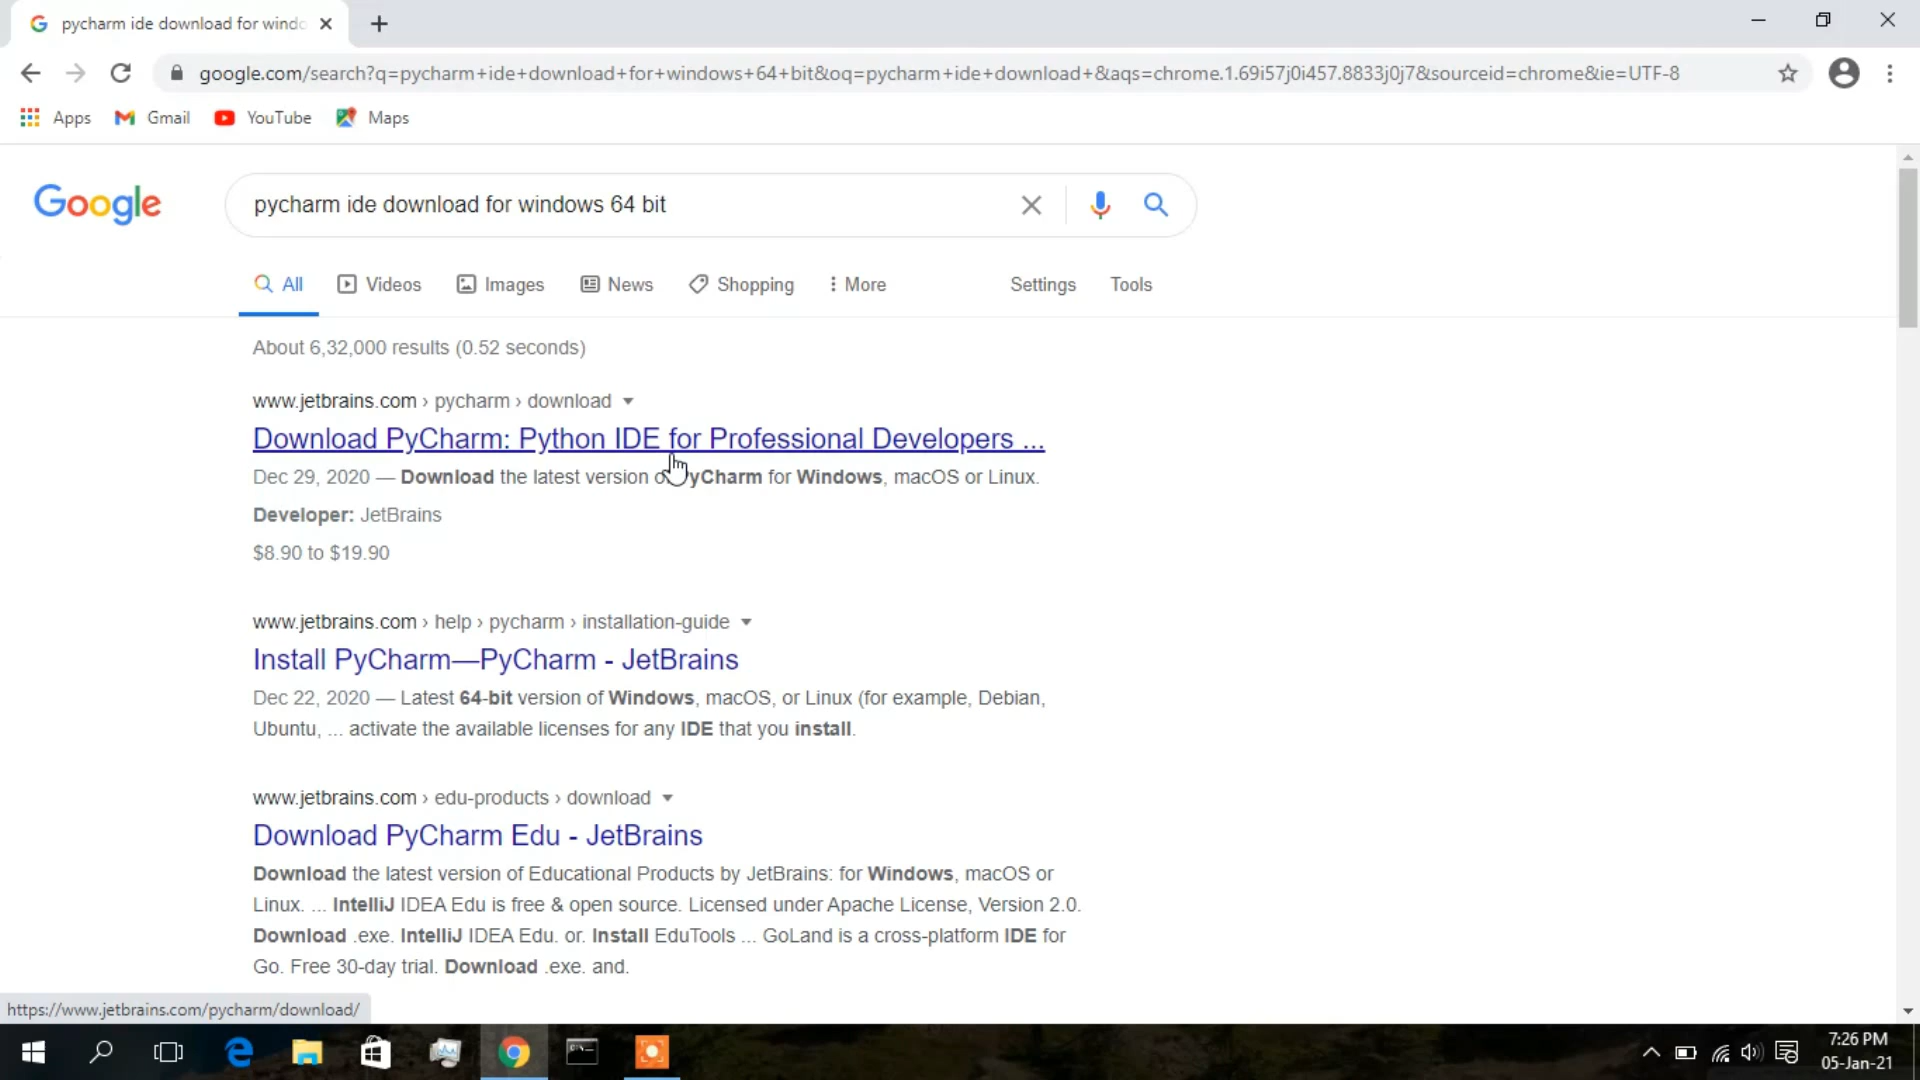 pycharm ide download for windo
google.com/search?q=pycharm+ide+download+for+windows+64+bit&oq=pycharm+ide+download+&aqs=chrome.1.69i57j0i457.8833j0j7&sourceid=chrome&ie=UTF-8
Apps Gmail YouTube Maps
Google
pycharm ide download for windows 64 bit
All Videos Images News Shopping More Settings Tools
About 6,32,000 results (0.52 seconds)
www.jetbrains.com › pycharm › download
Download PyCharm: Python IDE for Professional Developers ...
Dec 29, 2020 — Download the latest version of PyCharm for Windows, macOS or Linux.
Developer: JetBrains
$8.90 to $19.90
www.jetbrains.com › help › pycharm › installation-guide
Install PyCharm—PyCharm - JetBrains
Dec 22, 2020 — Latest 64-bit version of Windows, macOS, or Linux (for example, Debian,
Ubuntu, ... activate the available licenses for any IDE that you install.
www.jetbrains.com › edu-products › download
Download PyCharm Edu - JetBrains
Download the latest version of Educational Products by JetBrains: for Windows, macOS or
Linux. ... IntelliJ IDEA Edu is free & open source. Licensed under Apache License, Version 2.0.
Download .exe. IntelliJ IDEA Edu. or. Install EduTools ... GoLand is a cross-platform IDE for
Go. Free 30-day trial. Download .exe. and.
https://www.jetbrains.com/pycharm/download/
7:26 PM
05-Jan-21